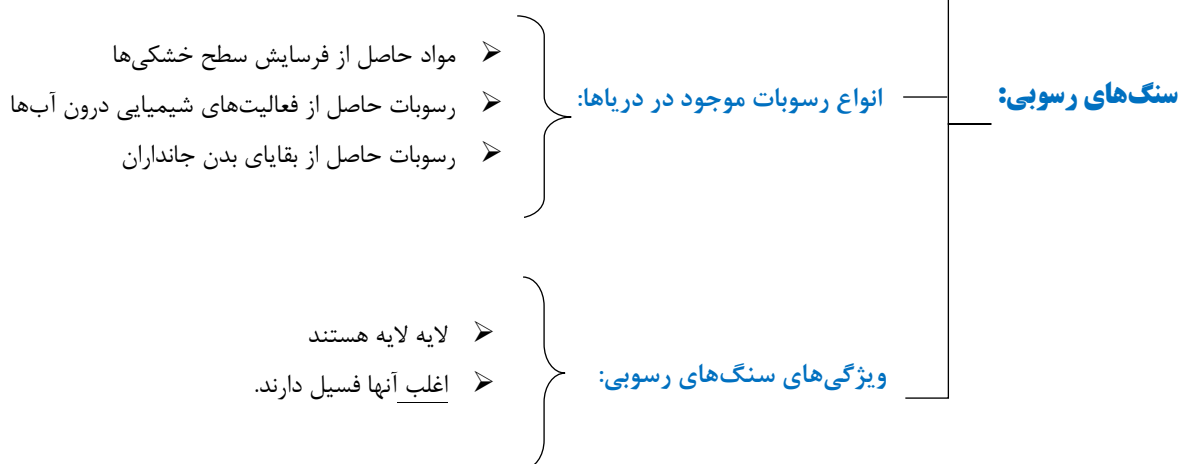 سنگ‌های رسوبی:
انواع رسوبات موجود در دریاها:
مواد حاصل از فرسایش سطح خشکی‌ها
رسوبات حاصل از فعالیت‌های شیمیایی درون آب‌ها
رسوبات حاصل از بقایای بدن جانداران
ویژگی‌های سنگ‌های رسوبی:
لایه لایه هستند
اغلب آنها فسیل دارند.